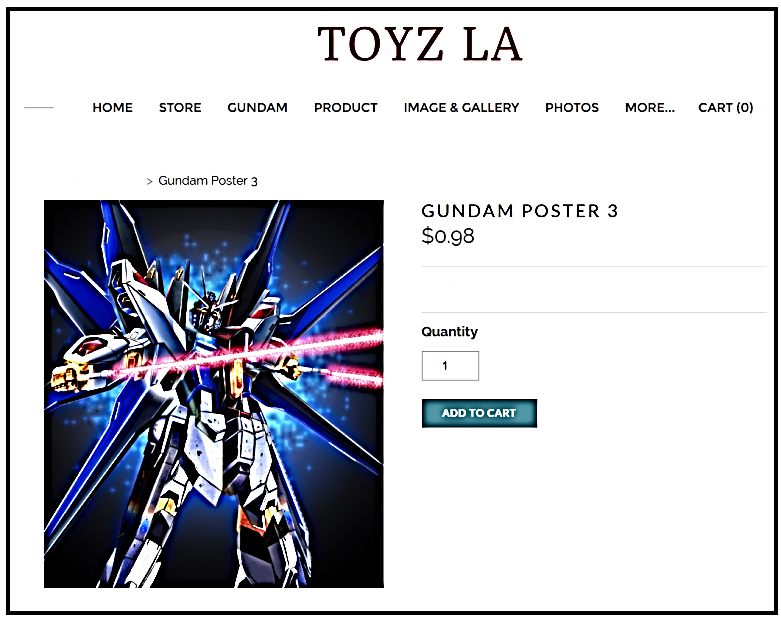 TOYZ LA
HOME STORE GUNDAM PRODUCT IMAGE & GALLERY PHOTOS MORE... CART (0)
> Gundam Poster 3
GUNDAM POSTER 3
$0.98
Quantity
1
ADD TO CART